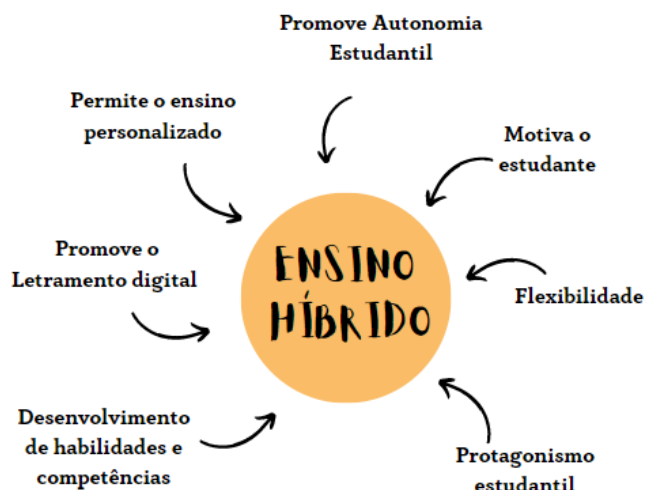 Promove Autonomia
Estudantil
Permite o ensino
personalizado
Motiva o
estudante
Promove o
Letramento digital
ENSINO
HÍBRIDO
Flexibilidade
Desenvolvimento
de habilidades e
competências
Protagonismo
estudantil